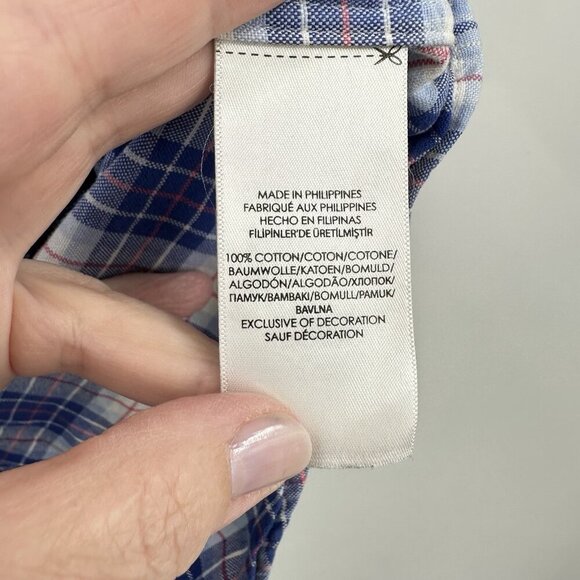 MADE IN PHILIPPINES
FABRIQUÉ AUX PHILIPPINES
HECHO EN FILIPINAS
FİLİPİNLER'DE ÜRETİLMİŞTİR
100% COTTON/COTON/COTONE/
BAUMWOLLE/KATOEN/BOMULD/
ALGODÓN/ALGODÃO/ХЛОПОК/
ПАМУК/ΒΑΜΒΑΚΙ/BOMULL/PAMUK/
BAVLNA
EXCLUSIVE OF DECORATION
SAUF DÉCORATION